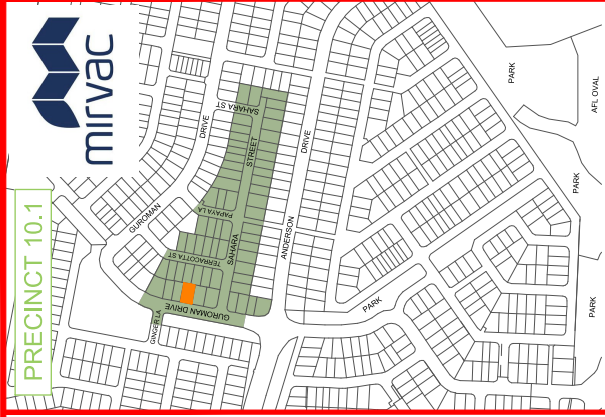 mirvac
PRECINCT 10.1
SAHARA ST
DRIVE
STREET
DRIVE
PARK
AFL OVAL
PAPAYA LA
GUROMAN
PARK
ANDERSON
SAHARA
TERRACOTTA ST
GUROMAN DRIVE
GINGER LA
PARK
PARK